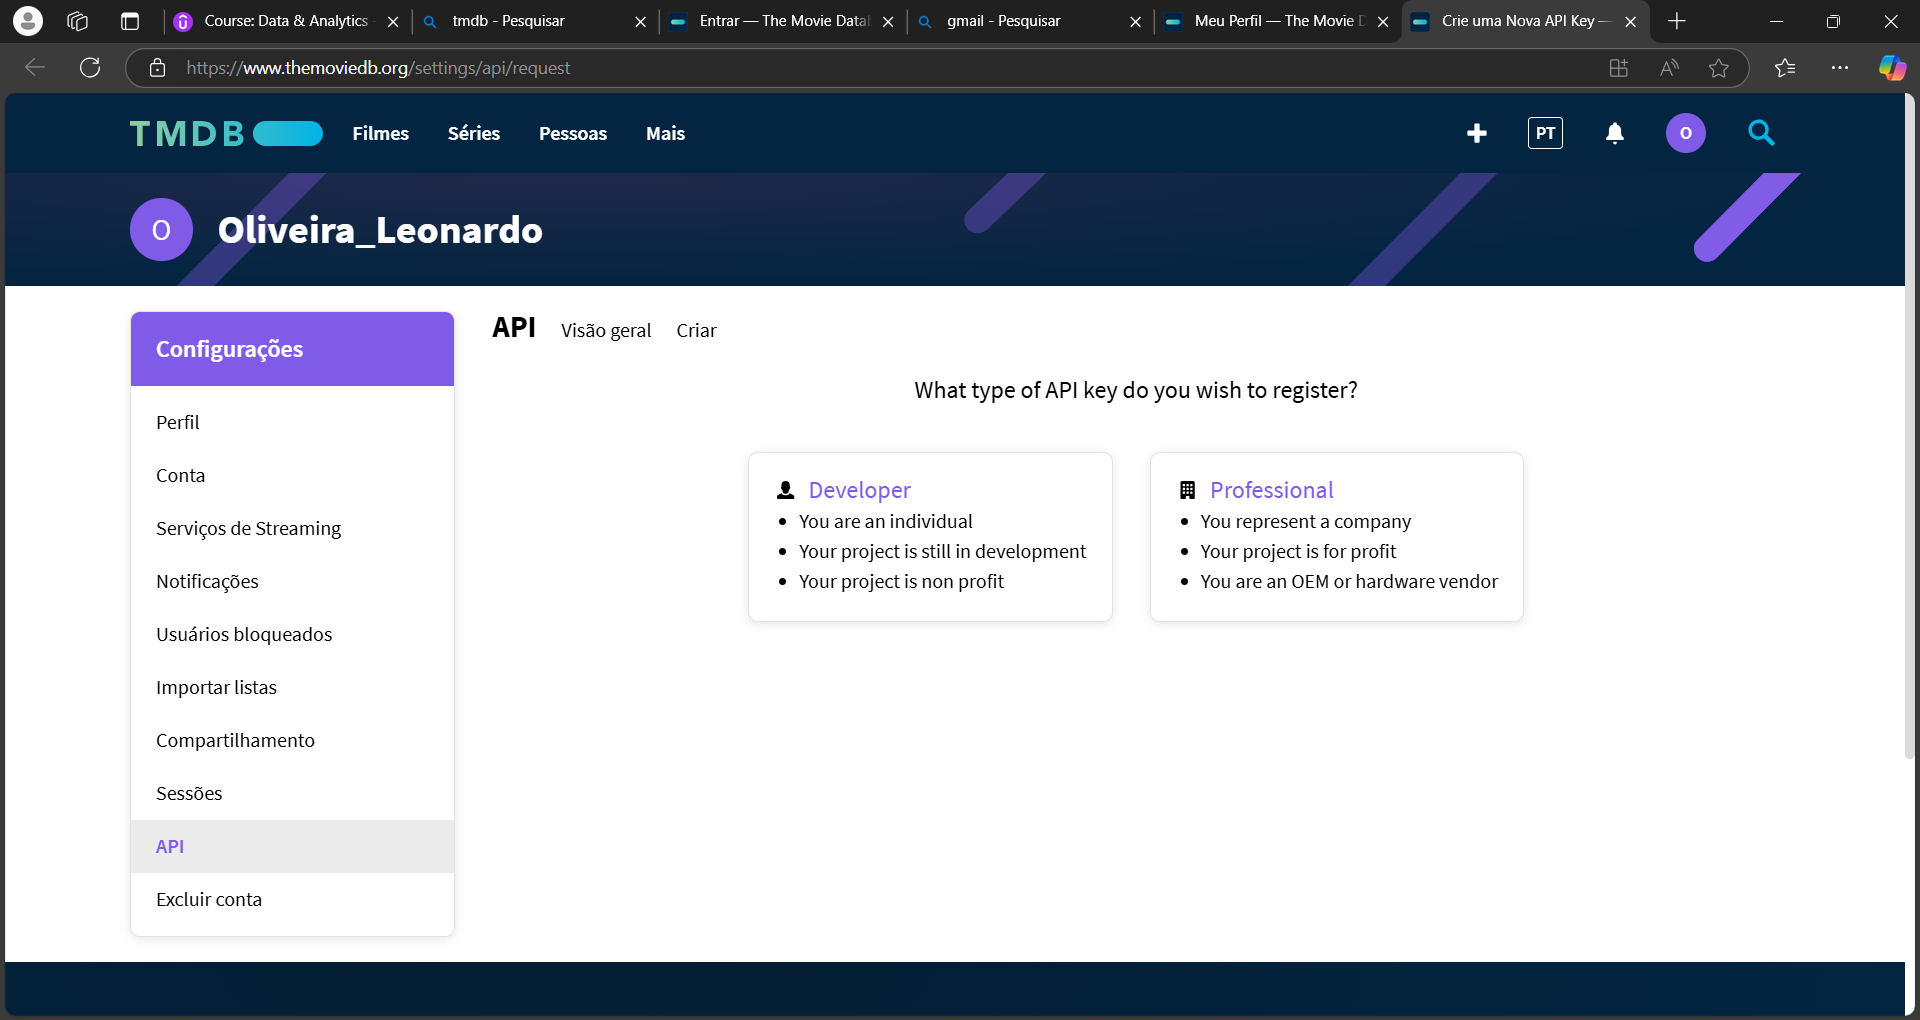 Course: Data & Analytics
tmdb - Pesquisar
Entrar — The Movie Data
gmail - Pesquisar
Meu Perfil — The Movie D
Crie uma Nova API Key —
https://www.themoviedb.org/settings/api/request
TMDB
Filmes
Séries
Pessoas
Mais
PT
O
O
Oliveira_Leonardo
Configurações
Perfil
Conta
Serviços de Streaming
Notificações
Usuários bloqueados
Importar listas
Compartilhamento
Sessões
API
Excluir conta
API
Visão geral
Criar
What type of API key do you wish to register?
Developer
You are an individual
Your project is still in development
Your project is non profit
Professional
You represent a company
Your project is for profit
You are an OEM or hardware vendor